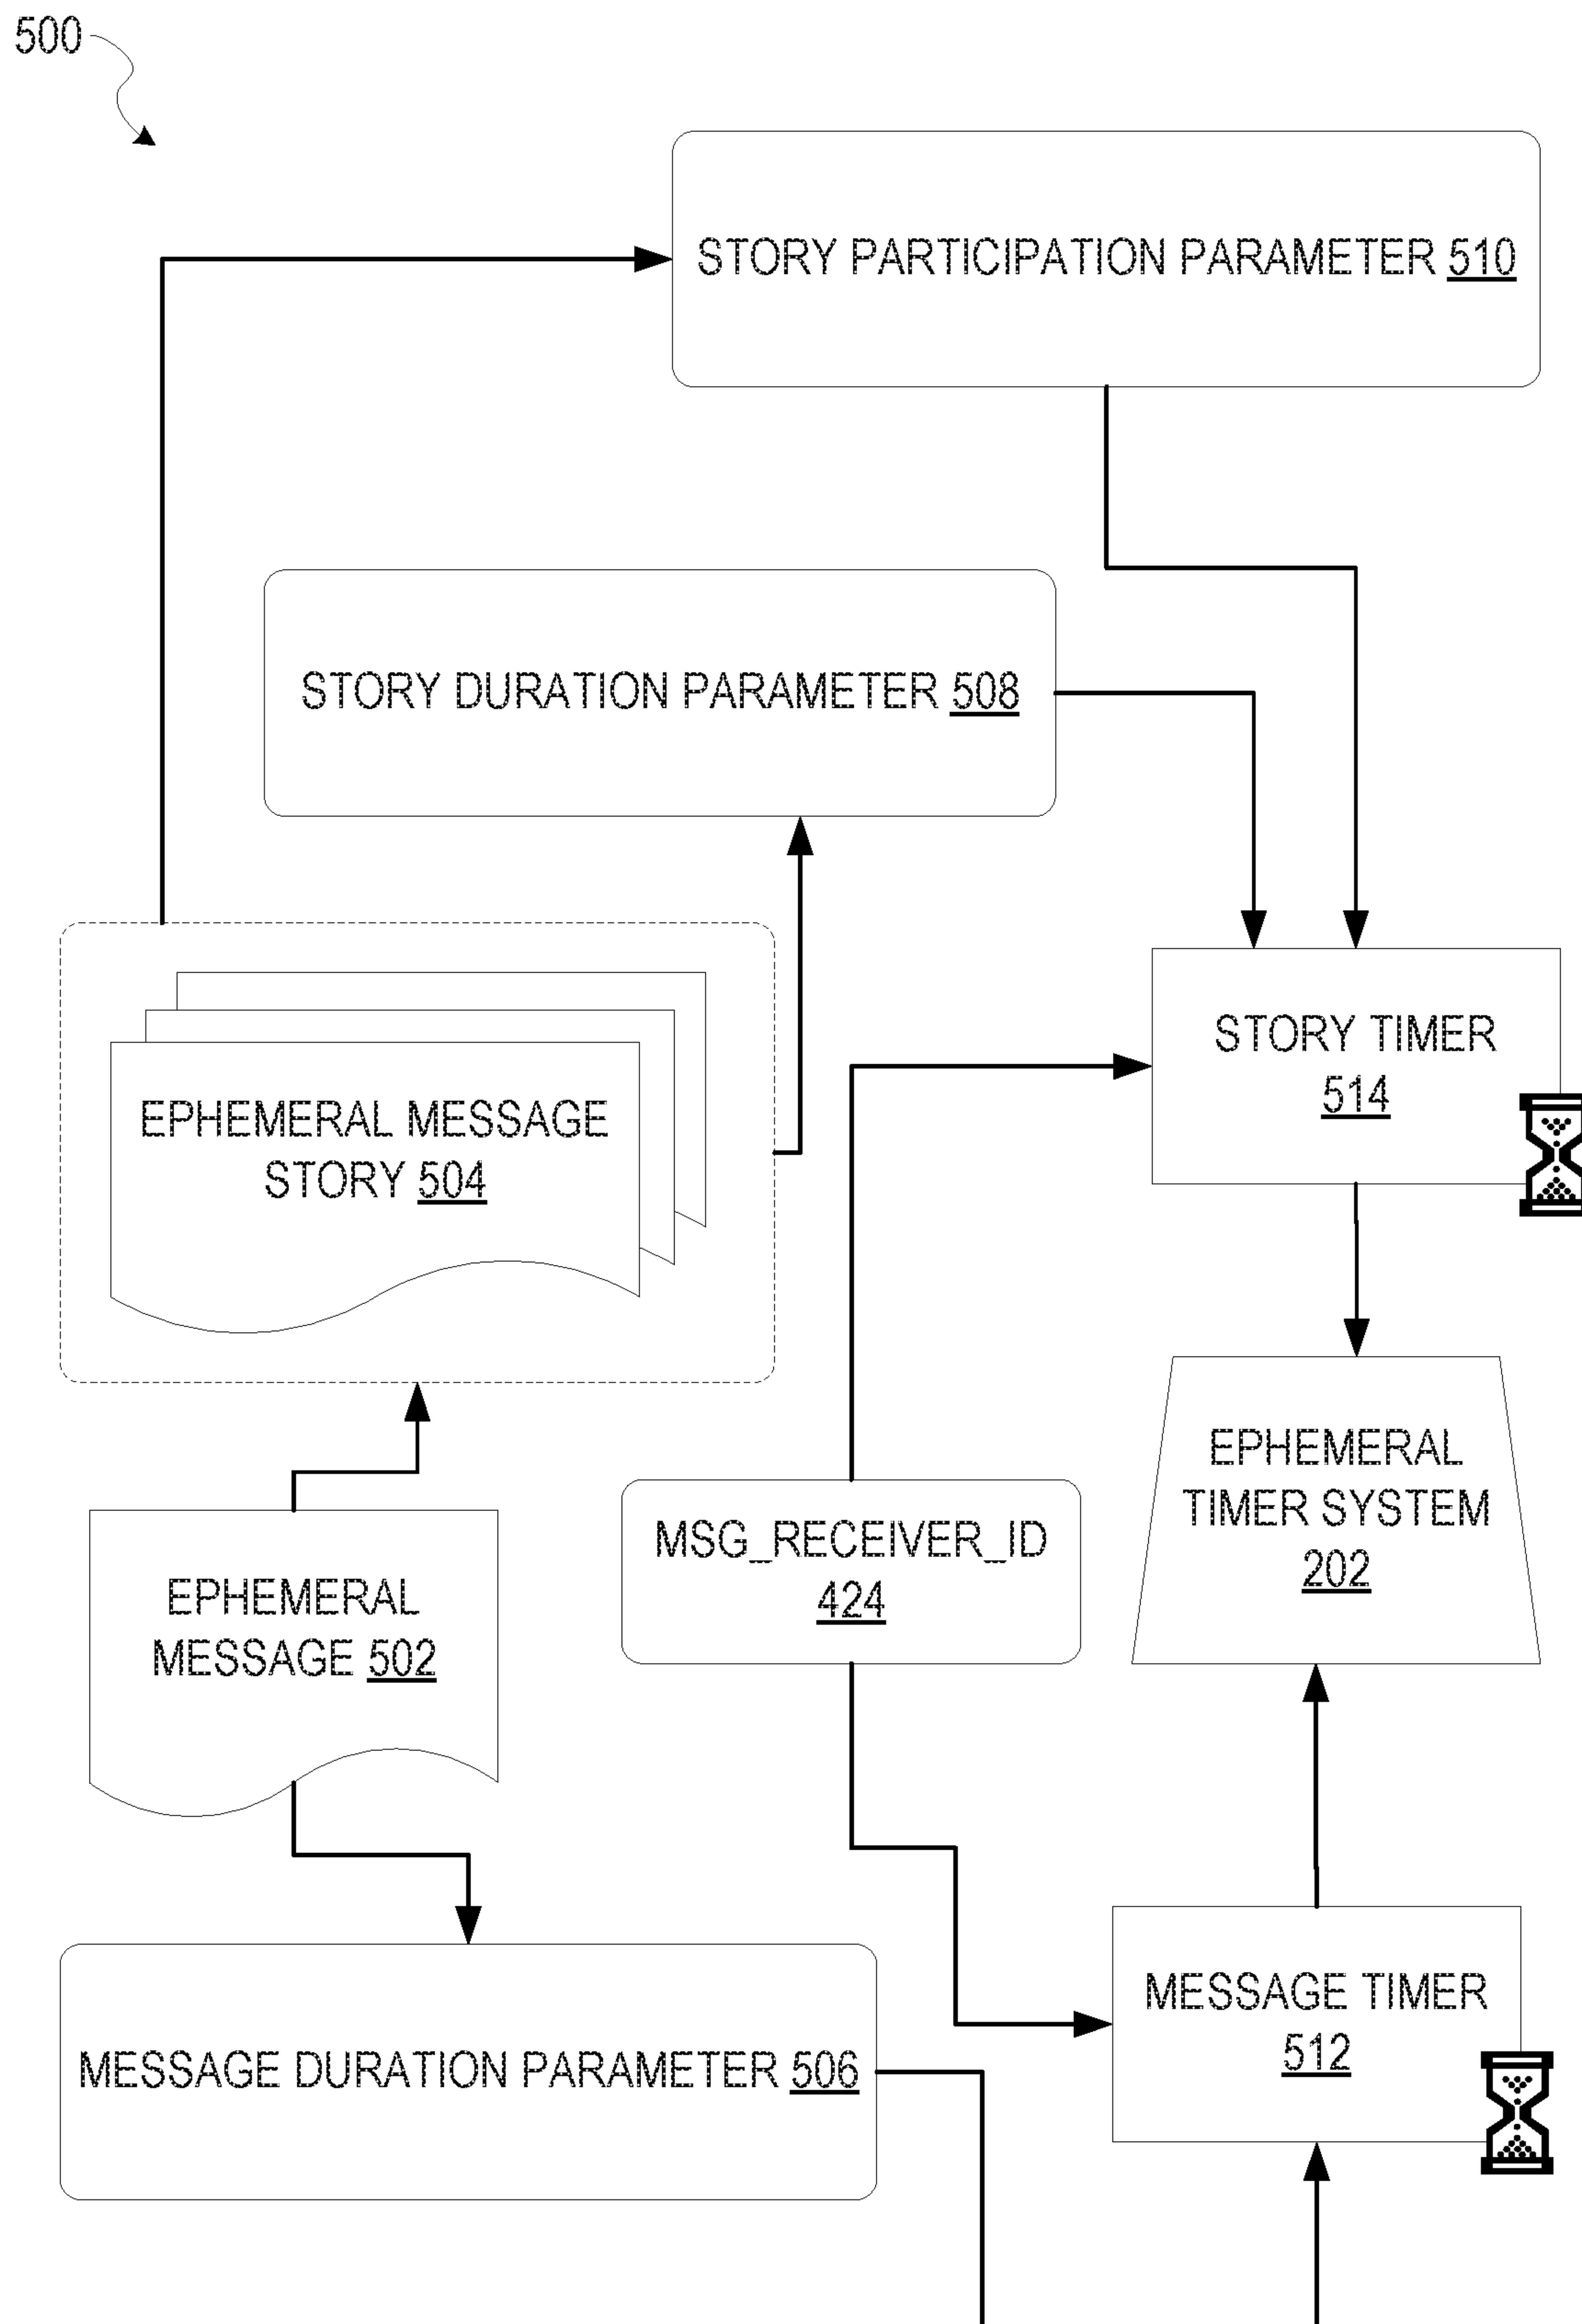 500
STORY PARTICIPATION PARAMETER 510
STORY DURATION PARAMETER 508
EPHEMERAL MESSAGE
STORY 504
STORY TIMER
514
EPHEMERAL
TIMER SYSTEM
202
MSG_RECEIVER_ID
424
EPHEMERAL
MESSAGE 502
MESSAGE TIMER
512
MESSAGE DURATION PARAMETER 506